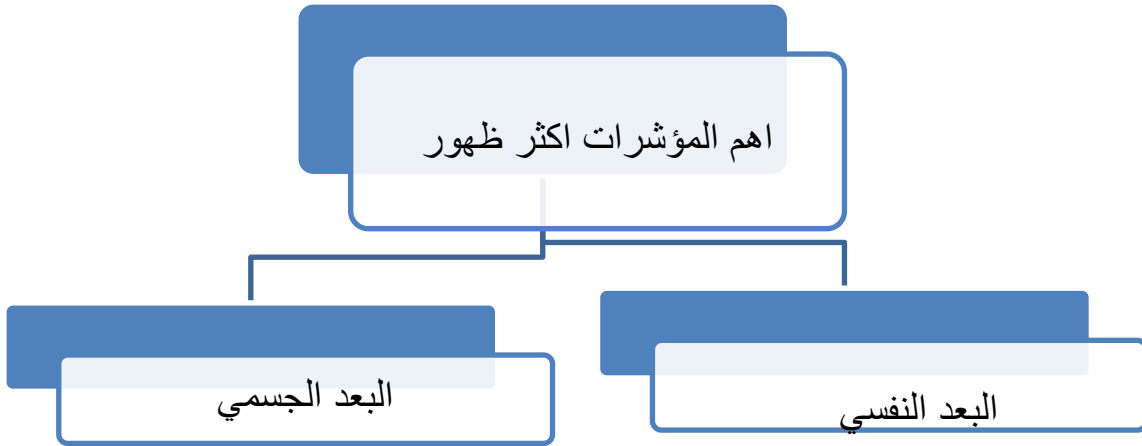 اهم المؤشرات اكثر ظهور
البعد النفسي
البعد الجسمي